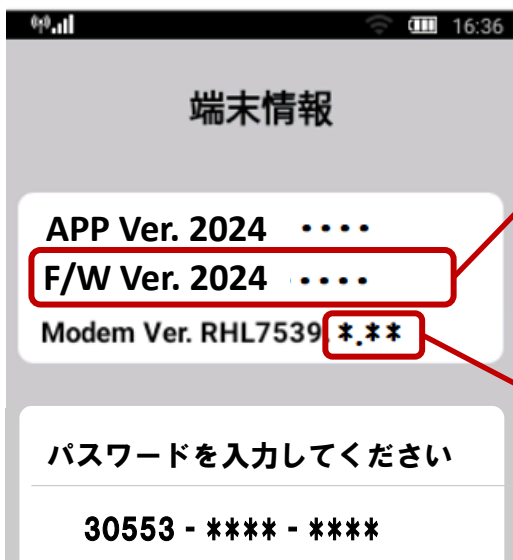 16:36
端末情報
APP Ver. 2024 ····
F/W Ver. 2024 ····
Modem Ver. RHL7539 *.**
パスワードを入力してください
30553 - **** - ****